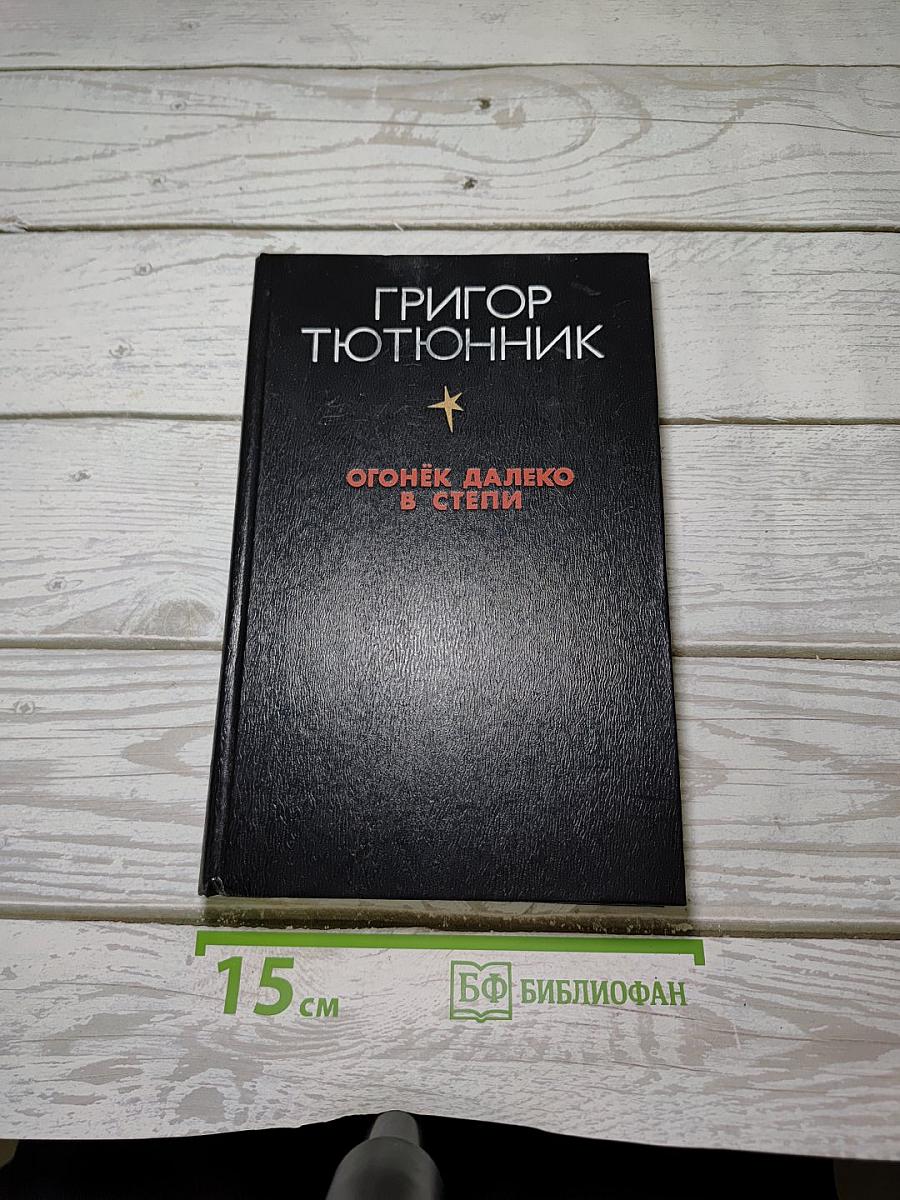 ГРИГОР
ТЮТЮННИК
ОГОНЁК ДАЛЕКО
В СТЕПИ
15 см
БФ БИБЛИОФАН